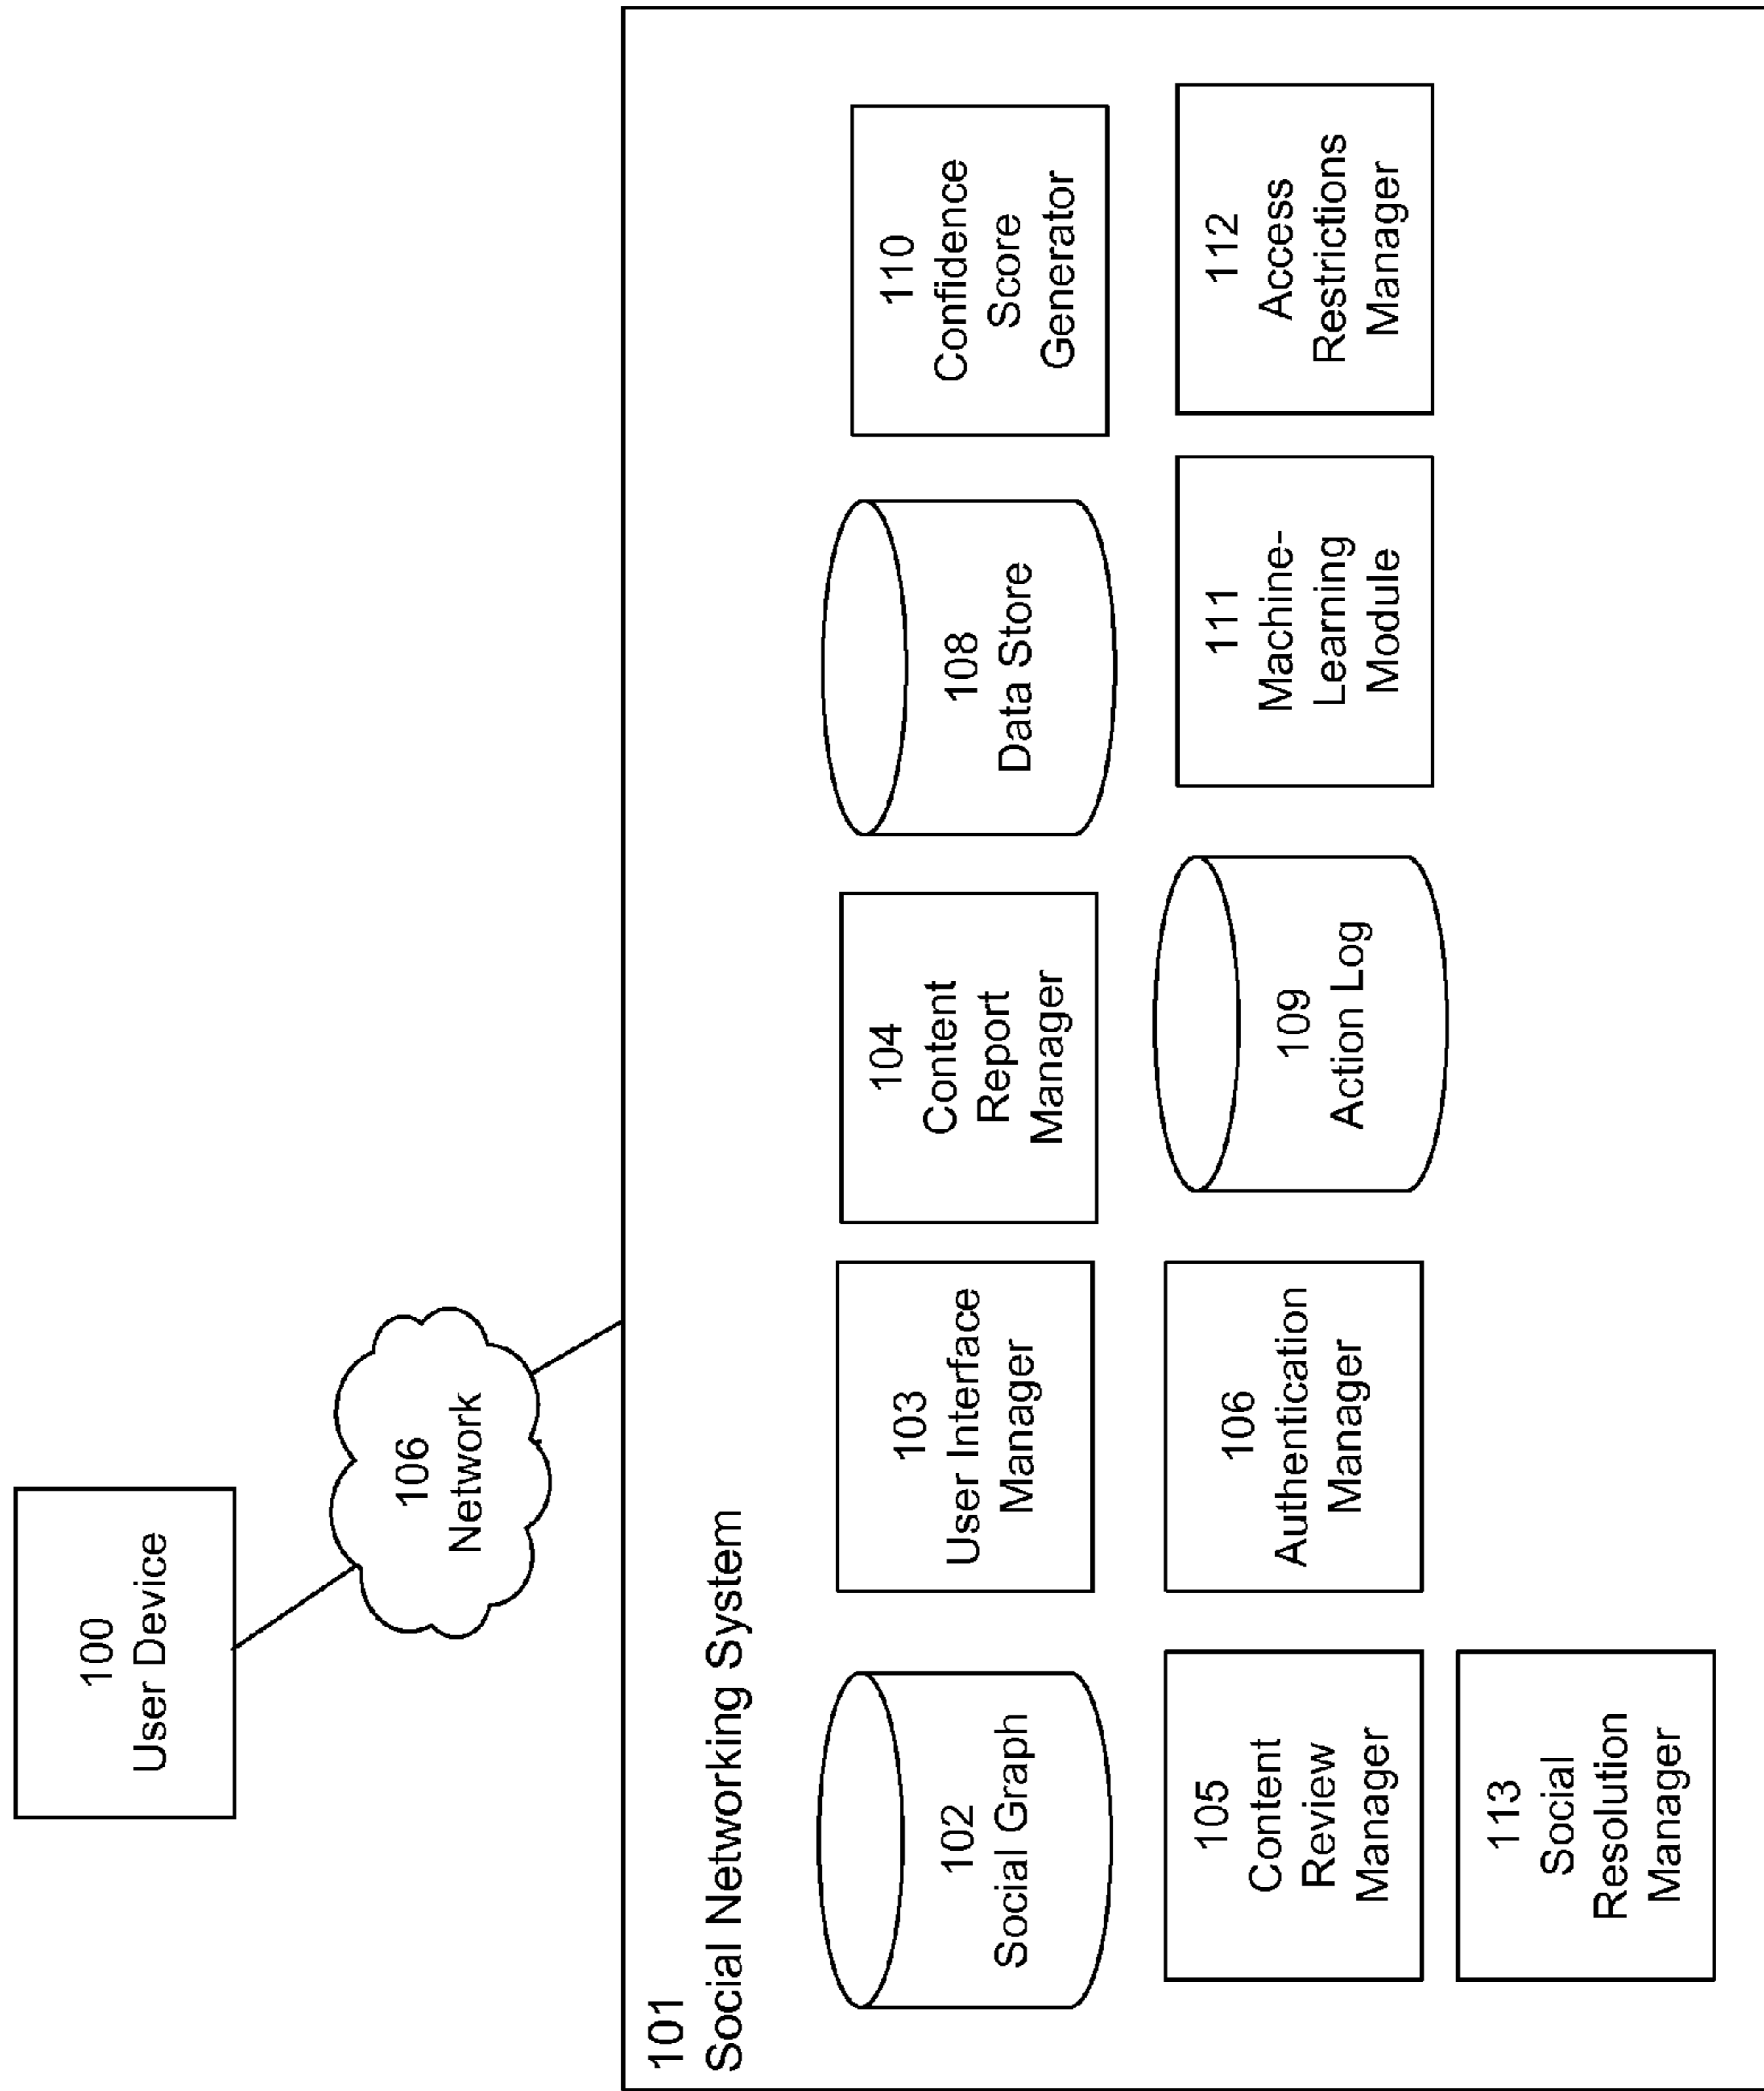 100
User Device
106
Network
101
Social Networking System
102
Social Graph
103
User Interface
Manager
104
Content
Report
Manager
108
Data Store
110
Confidence
Score
Generator
105
Content
Review
Manager
106
Authentication
Manager
109
Action Log
111
Machine-
Learning
Module
112
Access
Restrictions
Manager
113
Social
Resolution
Manager